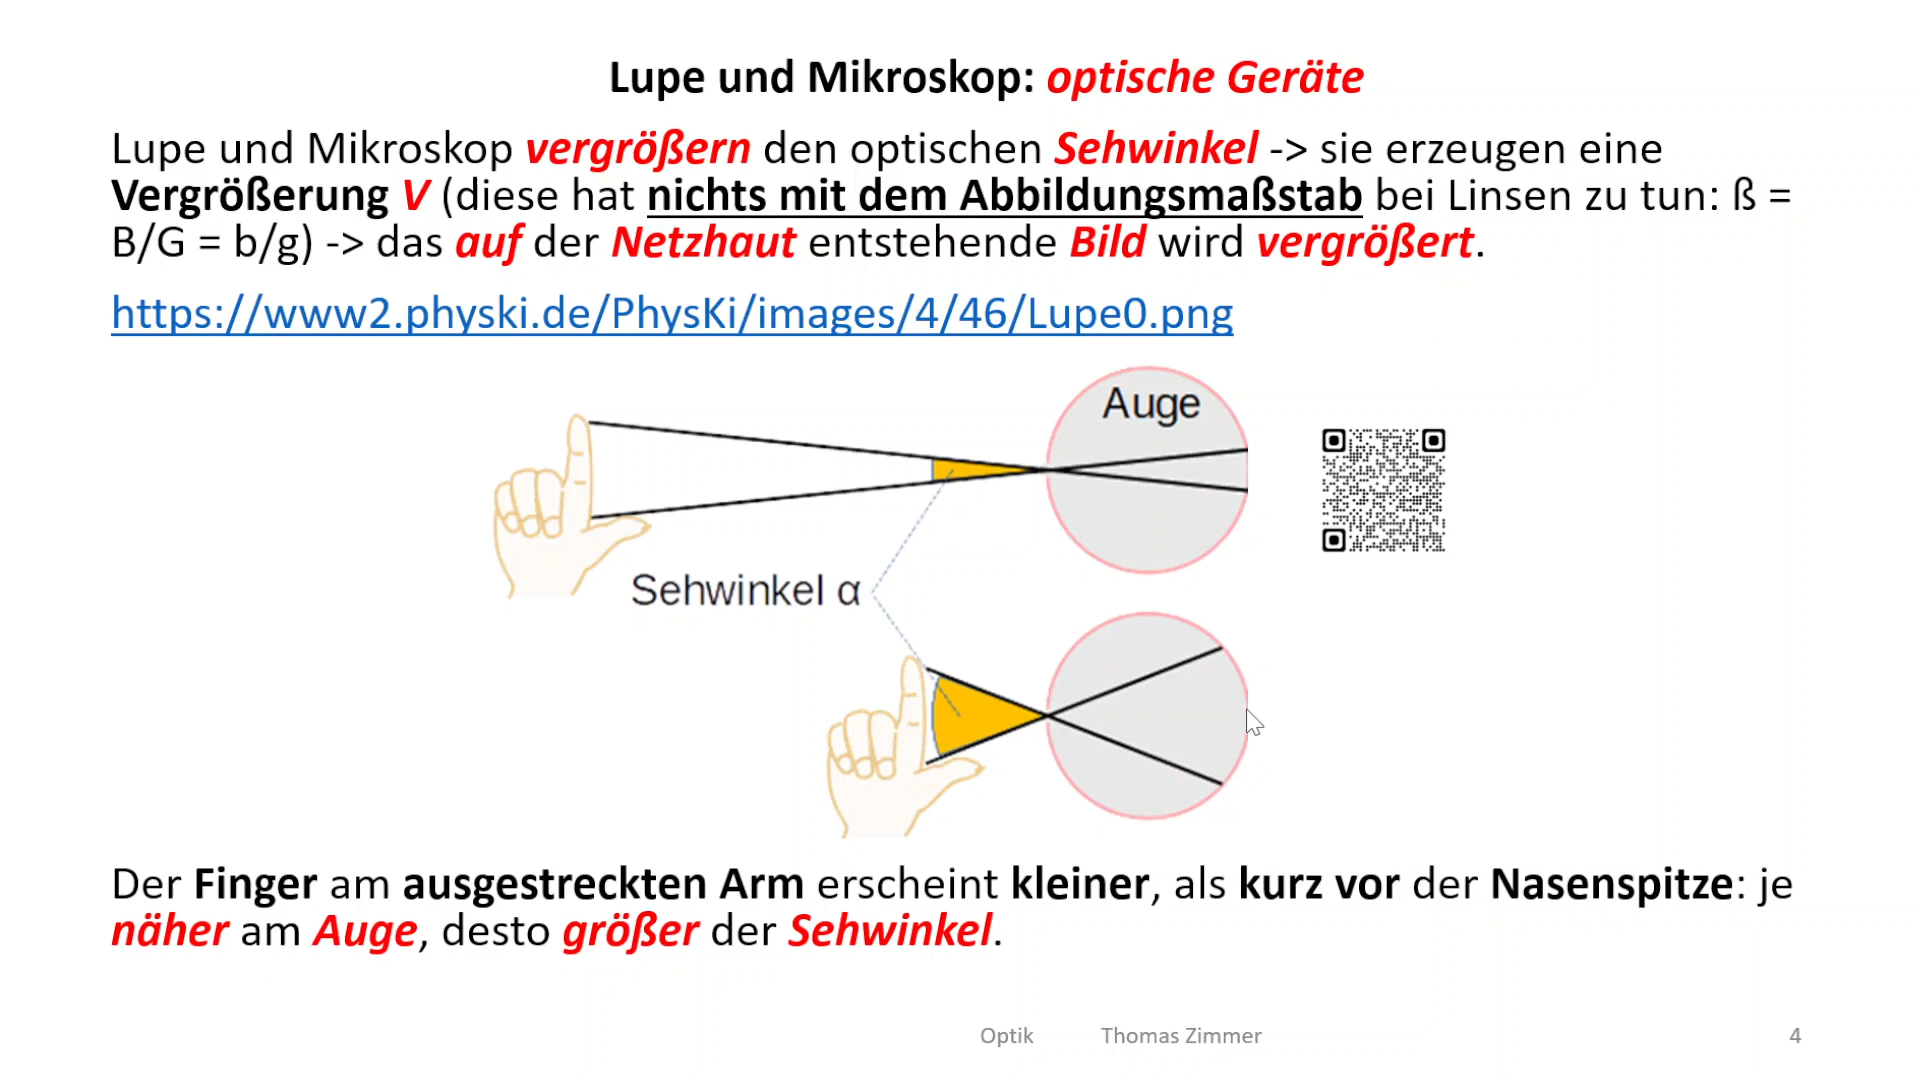 Lupe und Mikroskop: optische Geräte
Lupe und Mikroskop vergrößern den optischen Sehwinkel -> sie erzeugen eine
Vergrößerung V (diese hat nichts mit dem Abbildungsmaßstab bei Linsen zu tun: ß =
B/G = b/g) -> das auf der Netzhaut entstehende Bild wird vergrößert.
https://www2.physki.de/PhysKi/images/4/46/Lupe0.png
Auge
Sehwinkel α
Der Finger am ausgestreckten Arm erscheint kleiner, als kurz vor der Nasenspitze: je
näher am Auge, desto größer der Sehwinkel.
Optik Thomas Zimmer 4